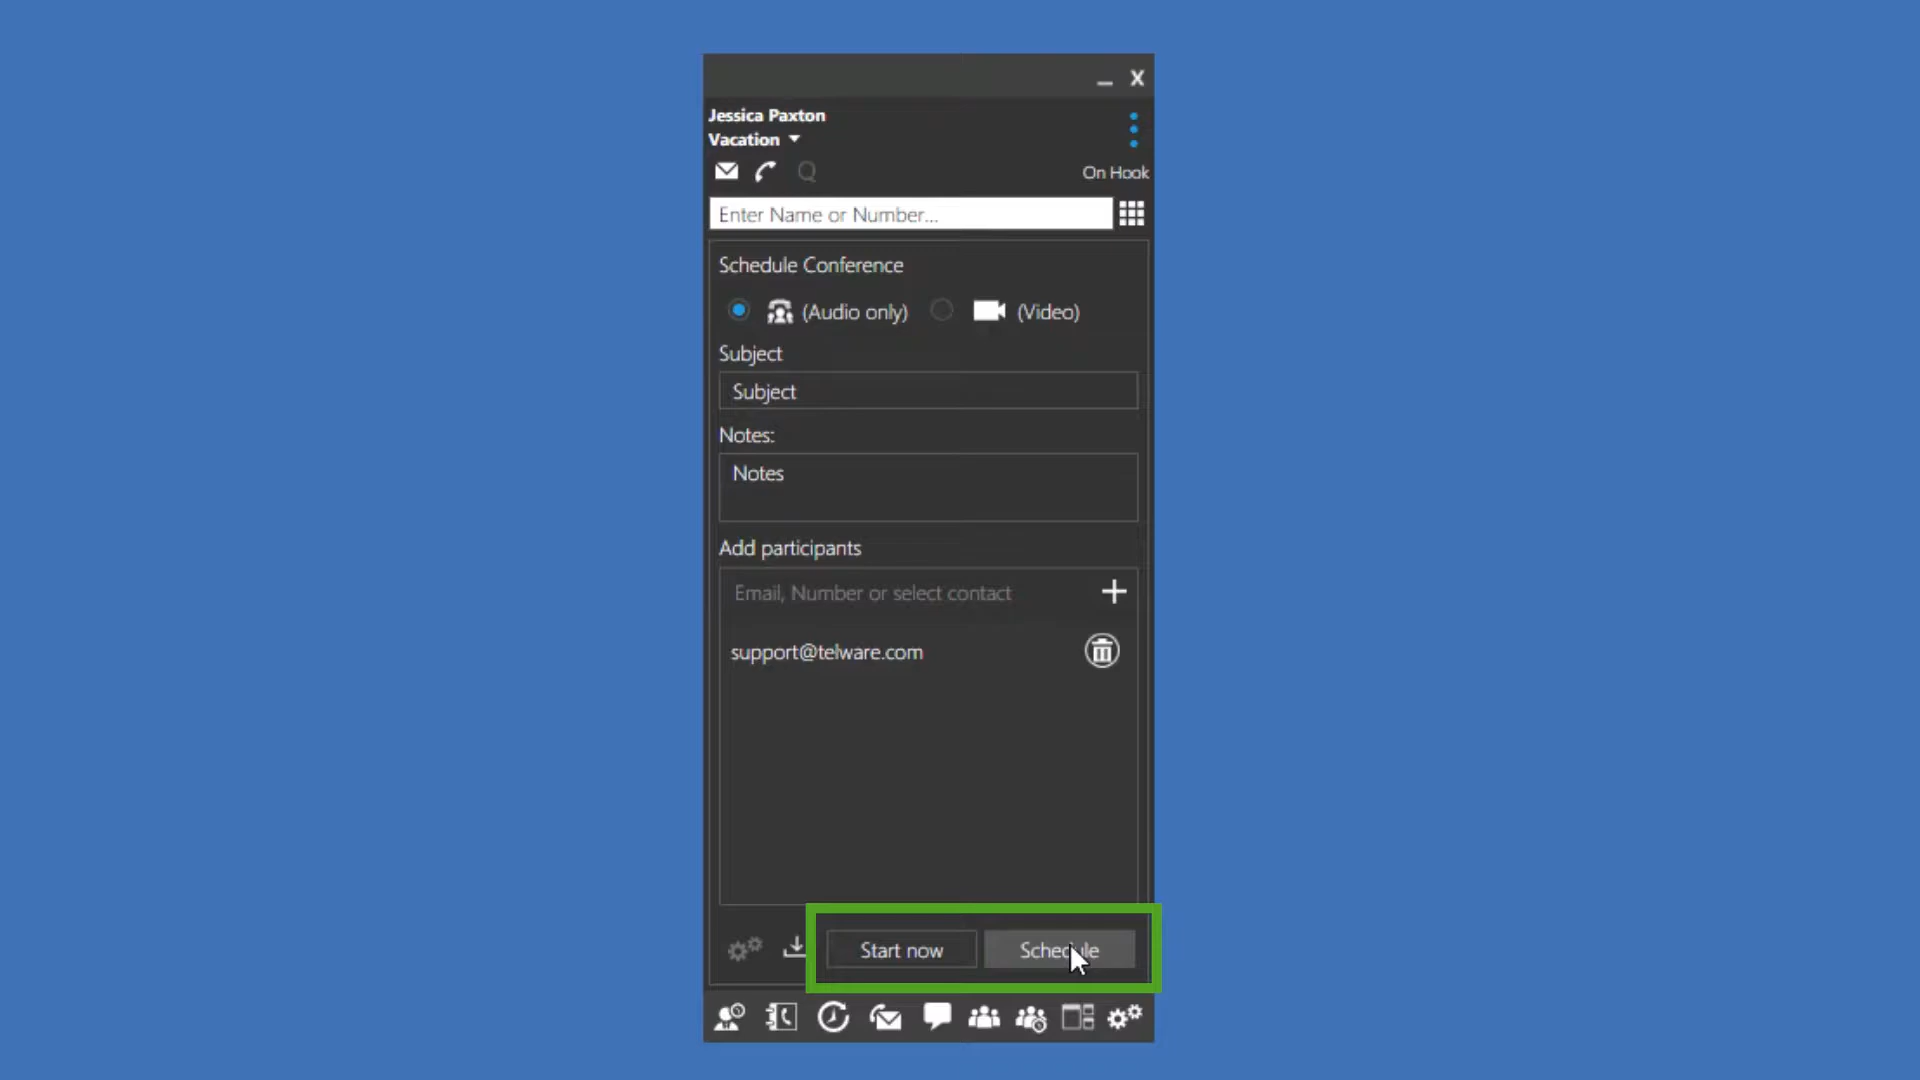 X
Jessica Paxton
Vacation
On Hook
Enter Name or Number...
Schedule Conference
(Audio only) (Video)
Subject
Subject
Notes:
Notes
Add participants
Email, Number or select contact
support@telware.com
Start now Schedule